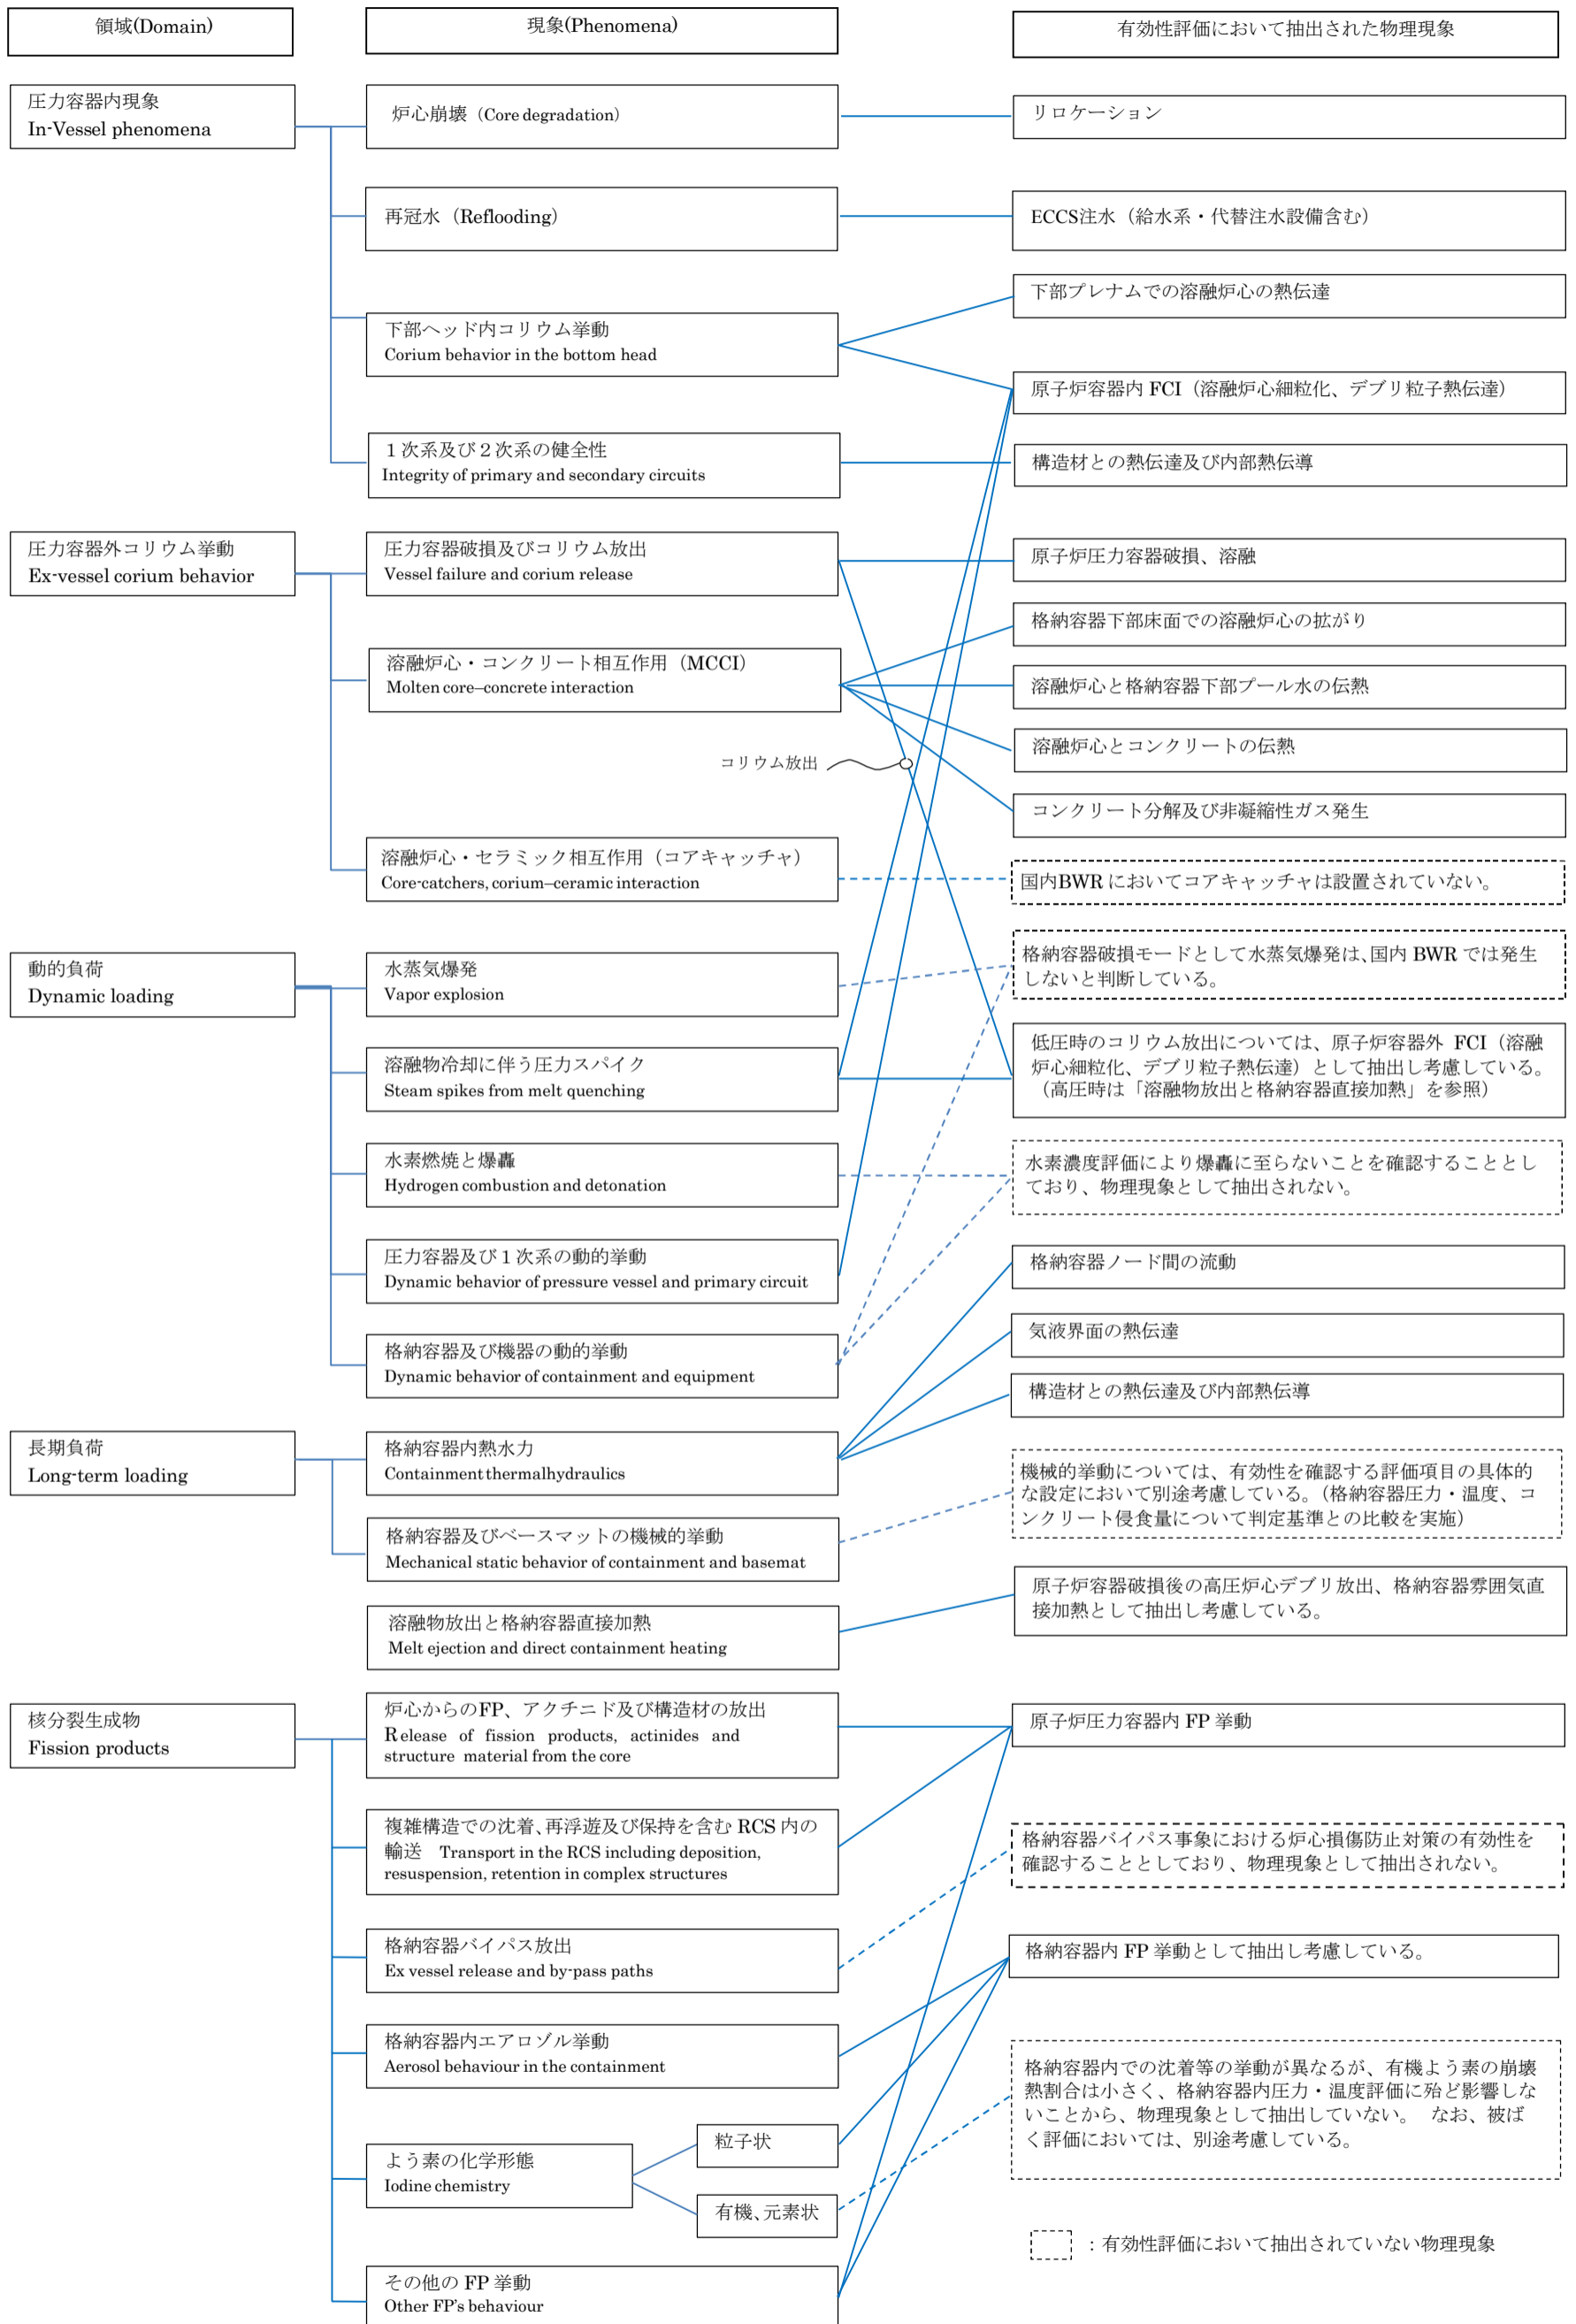 領域(Domain)
現象(Phenomena)
有効性評価において抽出された物理現象
圧力容器内現象
In-Vessel phenomena
炉心崩壊（Core degradation）
リロケーション
再冠水（Reflooding）
ECCS注水（給水系・代替注水設備含む）
下部ヘッド内コリウム挙動
Corium behavior in the bottom head
下部プレナムでの溶融炉心の熱伝達
原子炉容器内 FCI（溶融炉心細粒化、デブリ粒子熱伝達）
１次系及び２次系の健全性
Integrity of primary and secondary circuits
構造材との熱伝達及び内部熱伝導
圧力容器外コリウム挙動
Ex-vessel corium behavior
圧力容器破損及びコリウム放出
Vessel failure and corium release
原子炉圧力容器破損、溶融
溶融炉心・コンクリート相互作用（MCCI）
Molten core–concrete interaction
格納容器下部床面での溶融炉心の拡がり
溶融炉心と格納容器下部プール水の伝熱
溶融炉心とコンクリートの伝熱
コリウム放出
コンクリート分解及び非凝縮性ガス発生
溶融炉心・セラミック相互作用（コアキャッチャ）
Core-catchers, corium–ceramic interaction
国内BWR においてコアキャッチャは設置されていない。
動的負荷
Dynamic loading
水蒸気爆発
Vapor explosion
格納容器破損モードとして水蒸気爆発は、国内 BWR では発生
しないと判断している。
溶融物冷却に伴う圧力スパイク
Steam spikes from melt quenching
低圧時のコリウム放出については、原子炉容器外 FCI（溶融
炉心細粒化、デブリ粒子熱伝達）として抽出し考慮している。
（高圧時は「溶融物放出と格納容器直接加熱」を参照）
水素燃焼と爆轟
Hydrogen combustion and detonation
水素濃度評価により爆轟に至らないことを確認することとし
ており、物理現象として抽出されない。
圧力容器及び１次系の動的挙動
Dynamic behavior of pressure vessel and primary circuit
格納容器ノード間の流動
格納容器及び機器の動的挙動
Dynamic behavior of containment and equipment
気液界面の熱伝達
構造材との熱伝達及び内部熱伝導
長期負荷
Long-term loading
格納容器内熱水力
Containment thermalhydraulics
格納容器及びベースマットの機械的挙動
Mechanical static behavior of containment and basemat
機械的挙動については、有効性を確認する評価項目の具体的
な設定において別途考慮している。（格納容器圧力・温度、コ
ンクリート侵食量について判定基準との比較を実施）
溶融物放出と格納容器直接加熱
Melt ejection and direct containment heating
原子炉容器破損後の高圧炉心デブリ放出、格納容器雰囲気直
接加熱として抽出し考慮している。
核分裂生成物
Fission products
炉心からのFP、アクチニド及び構造材の放出
Release of fission products, actinides and
structure material from the core
原子炉圧力容器内 FP 挙動
複雑構造での沈着、再浮遊及び保持を含む RCS 内の
輸送 Transport in the RCS including deposition,
resuspension, retention in complex structures
格納容器バイパス事象における炉心損傷防止対策の有効性を
確認することとしており、物理現象として抽出されない。
格納容器バイパス放出
Ex vessel release and by-pass paths
格納容器内 FP 挙動として抽出し考慮している。
格納容器内エアロゾル挙動
Aerosol behaviour in the containment
格納容器内での沈着等の挙動が異なるが、有機よう素の崩壊
熱割合は小さく、格納容器内圧力・温度評価に殆ど影響しな
いことから、物理現象として抽出していない。 なお、被ば
く評価においては、別途考慮している。
よう素の化学形態
Iodine chemistry
粒子状
有機、元素状
：有効性評価において抽出されていない物理現象
その他の FP 挙動
Other FP's behaviour